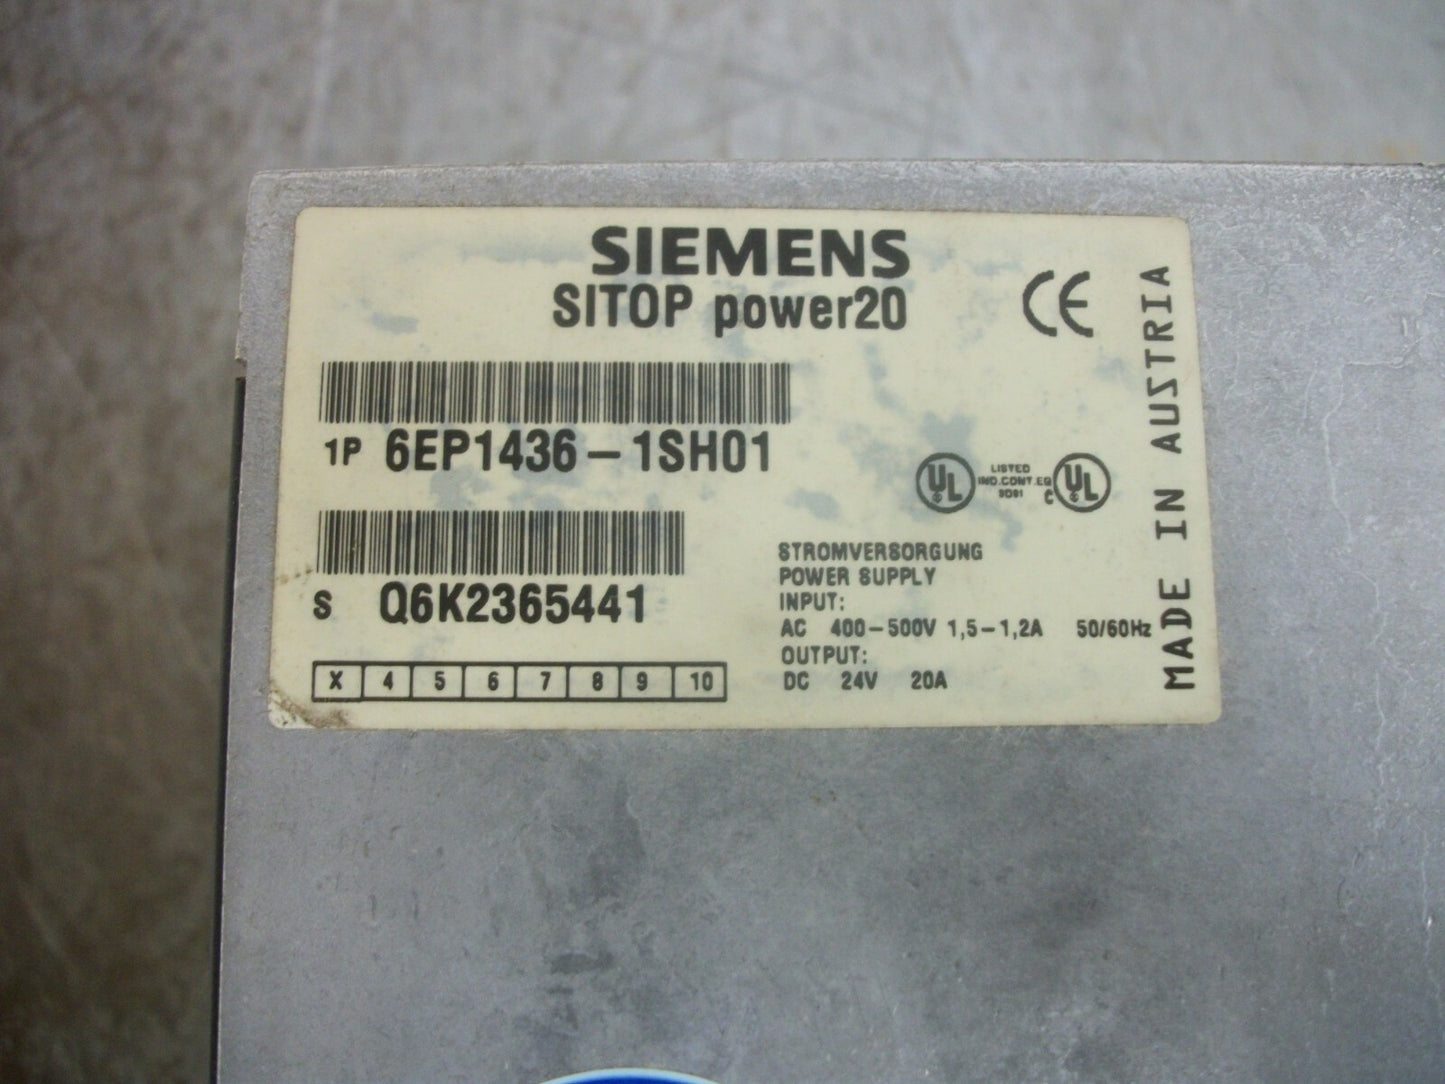 SIEMENS
SITOP power20
CE
1P 6EP1436-1SH01
UL LISTED IND.CONT.EQ C UL
S Q6K2365441
X 4 5 6 7 8 9 10
STROMVERSORGUNG
POWER SUPPLY
INPUT:
AC 400-500V 1,5-1,2A 50/60Hz
OUTPUT:
DC 24V 20A
MADE IN AUSTRIA